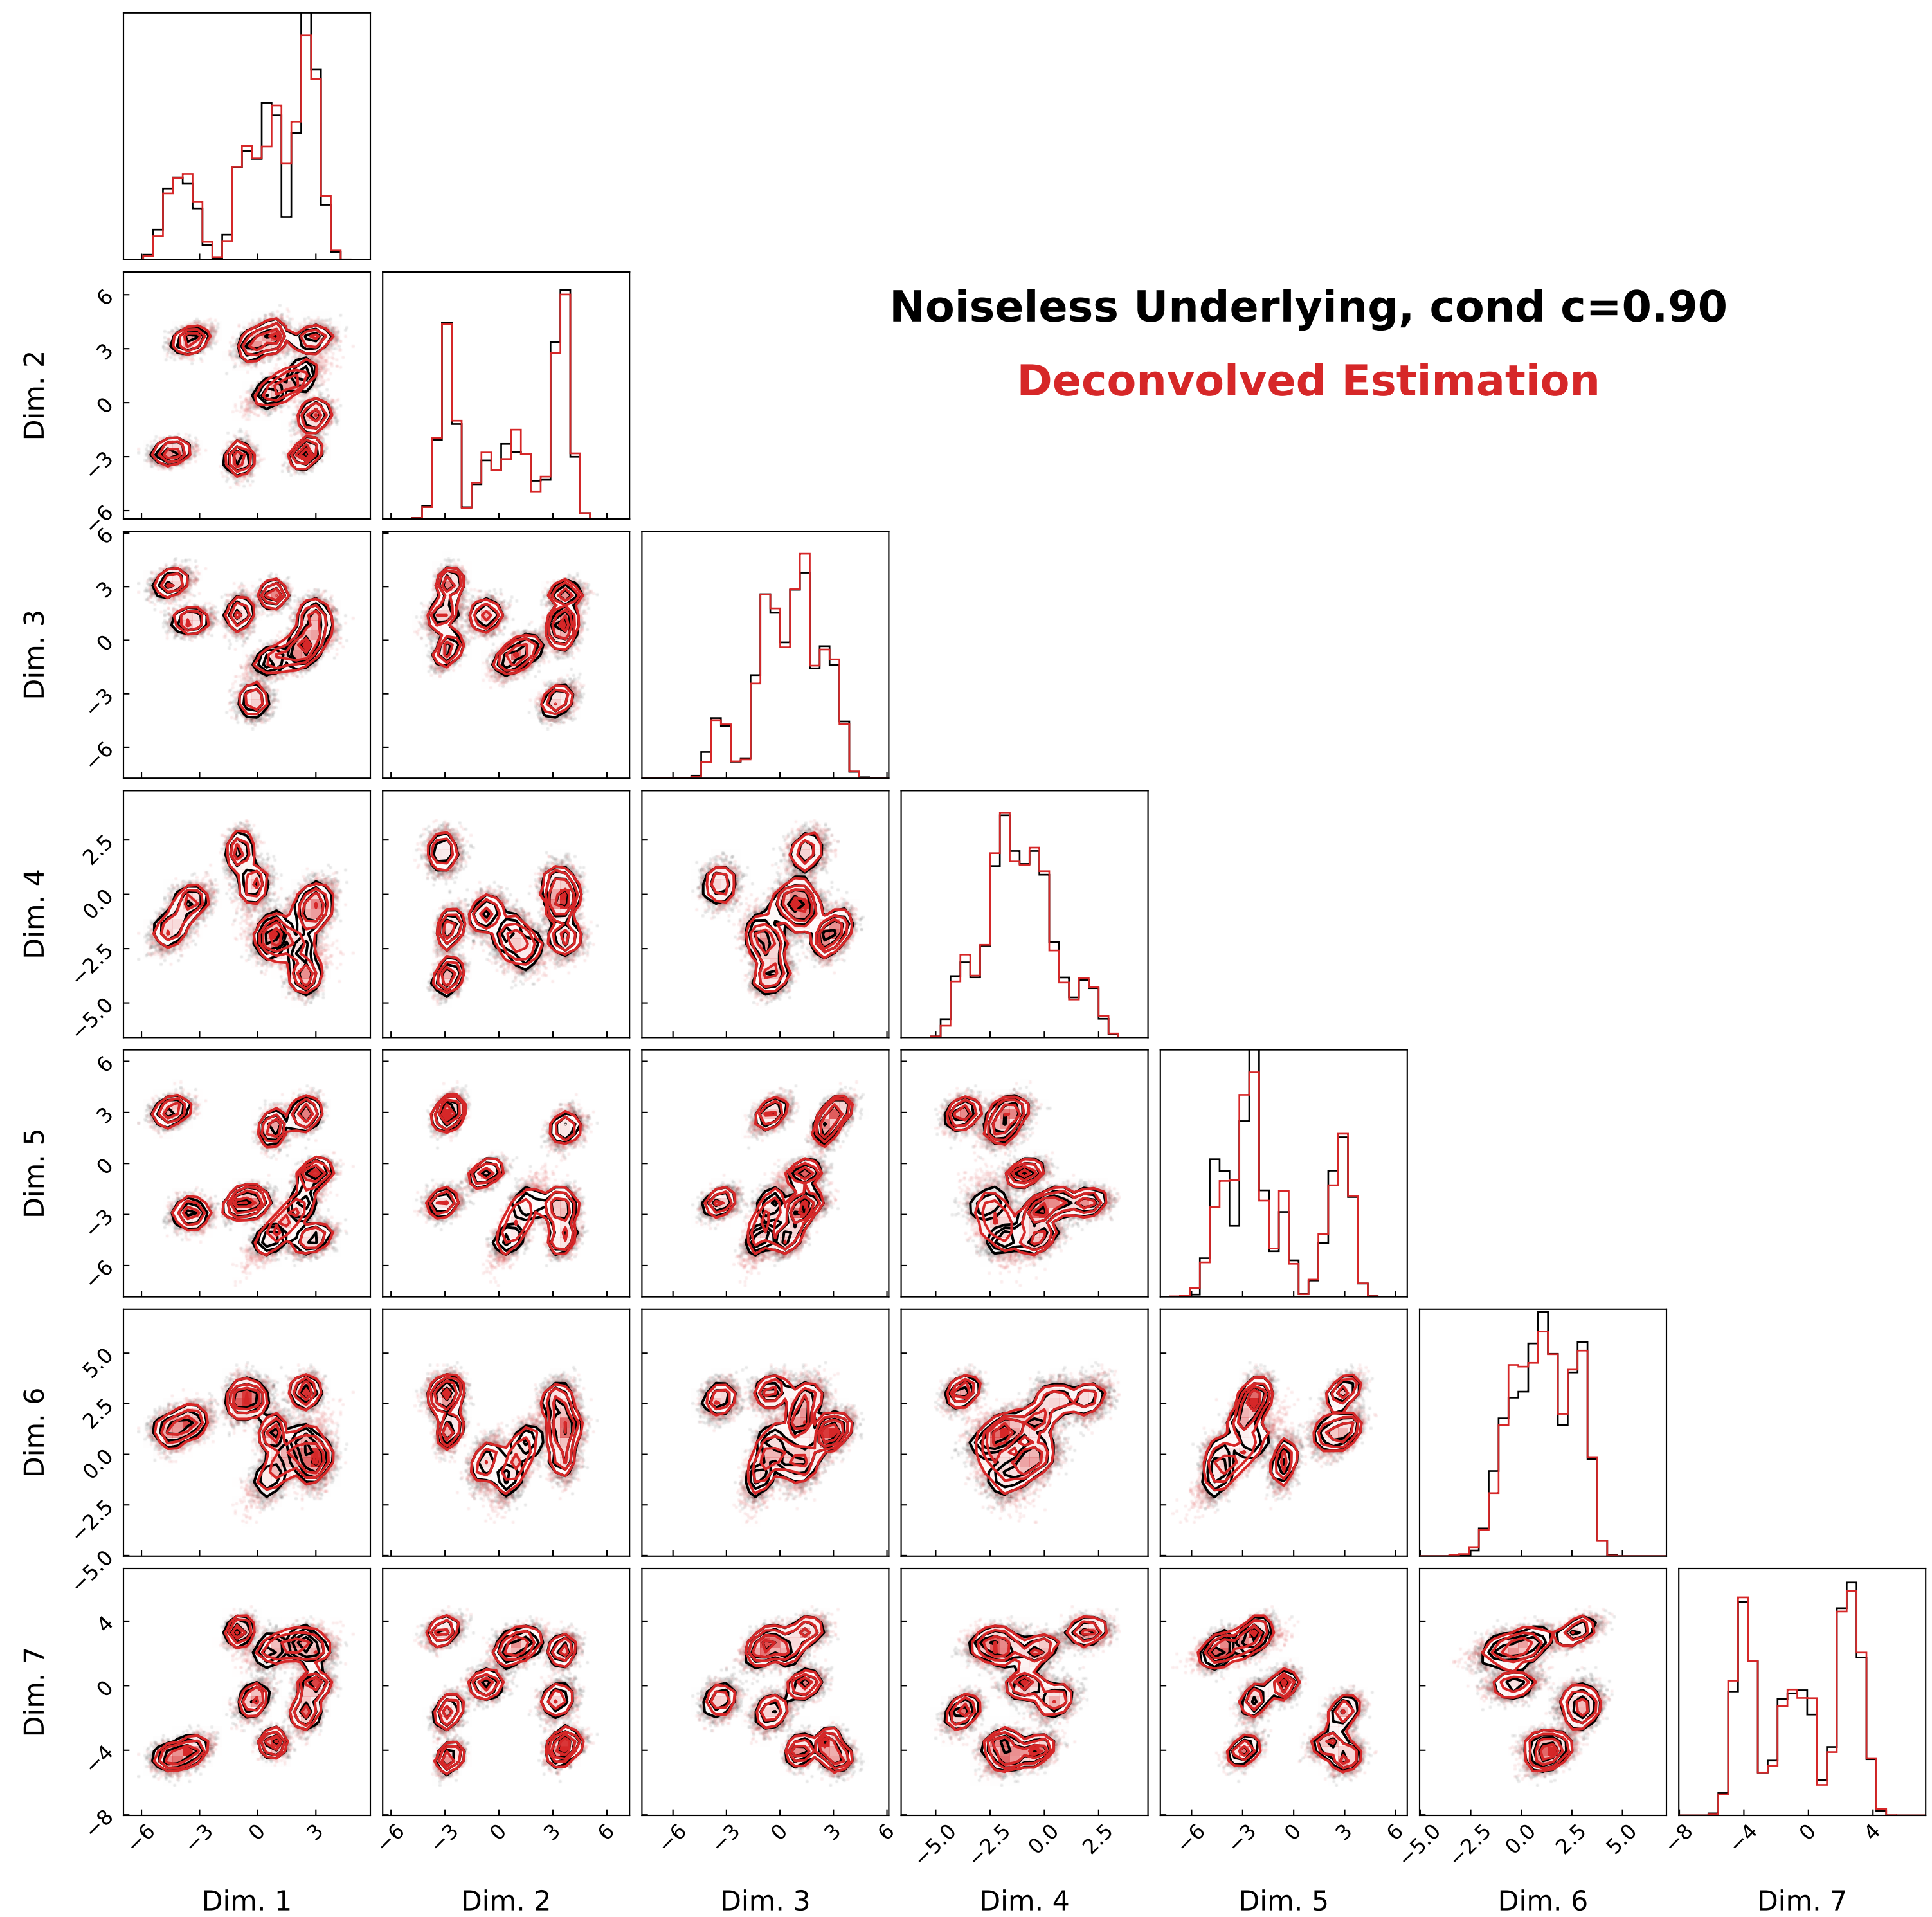 Noiseless Underlying, cond c=0.90
Deconvolved Estimation
6
3
0
−3
−6
Dim. 2
6
3
0
−3
−6
Dim. 3
2.5
0.0
−2.5
−5.0
Dim. 4
6
3
0
−3
−6
Dim. 5
5.0
2.5
0.0
−2.5
−5.0
Dim. 6
4
0
−4
−8
Dim. 7
−6 −3 0 3 −6 −3 0 3 6 −6 −3 0 3 6 −5.0 −2.5 0.0 2.5 −6 −3 0 3 6 −5.0 −2.5 0.0 2.5 5.0 −8 −4 0 4
Dim. 1 Dim. 2 Dim. 3 Dim. 4 Dim. 5 Dim. 6 Dim. 7